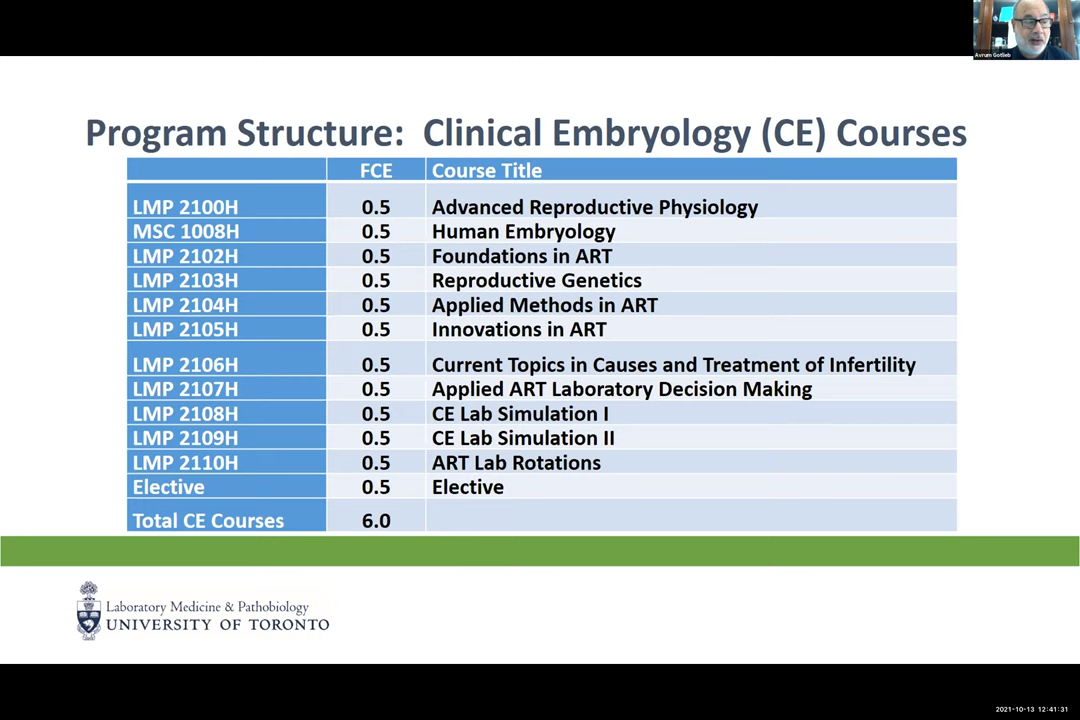 Avrum Gotlieb
Program Structure: Clinical Embryology (CE) Courses
FCE Course Title
LMP 2100H 0.5 Advanced Reproductive Physiology
MSC 1008H 0.5 Human Embryology
LMP 2102H 0.5 Foundations in ART
LMP 2103H 0.5 Reproductive Genetics
LMP 2104H 0.5 Applied Methods in ART
LMP 2105H 0.5 Innovations in ART
LMP 2106H 0.5 Current Topics in Causes and Treatment of Infertility
LMP 2107H 0.5 Applied ART Laboratory Decision Making
LMP 2108H 0.5 CE Lab Simulation I
LMP 2109H 0.5 CE Lab Simulation II
LMP 2110H 0.5 ART Lab Rotations
Elective 0.5 Elective
Total CE Courses 6.0
Laboratory Medicine & Pathobiology
UNIVERSITY OF TORONTO
2021-10-13 12:41:31